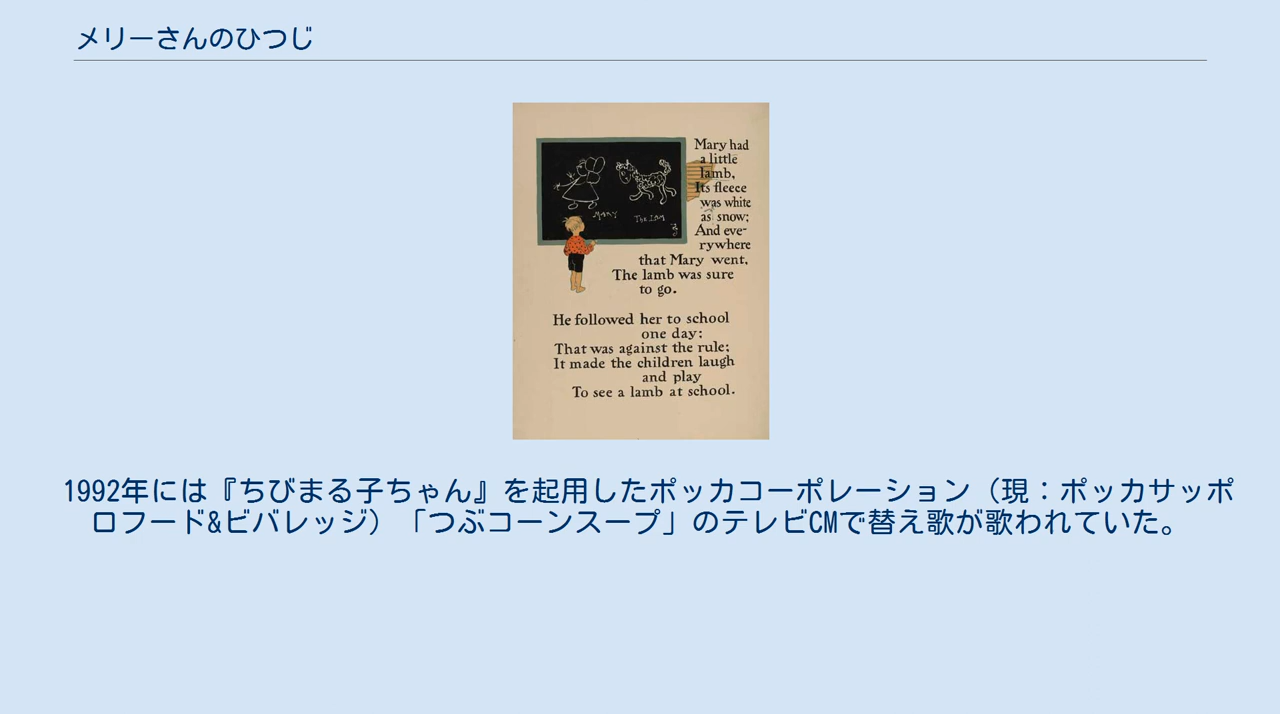 メリーさんのひつじ
Mary had
a little
lamb,
Its fleece
was white
as snow;
And eve-
rywhere
that Mary went,
The lamb was sure
to go.
MARY
He followed her to school
one day:
That was against the rule;
It made the children laugh
and play
To see a lamb at school.
1992年には『ちびまる子ちゃん』を起用したポッカコーポレーション（現：ポッカサッポ
ロフード&ビバレッジ）「つぶコーンスープ」のテレビCMで替え歌が歌われていた。